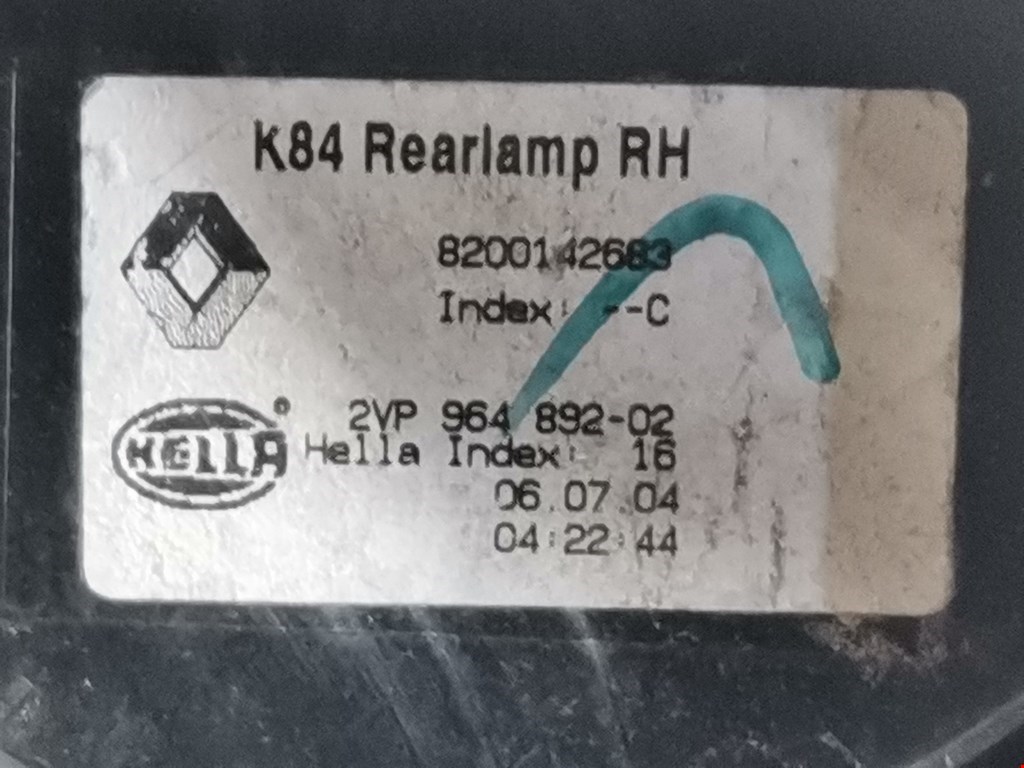 K84 Rearlamp RH
8200142683
Index: --C
2VP 964 892-02
HELLA Hella Index: 16
06.07.04
04:22:44